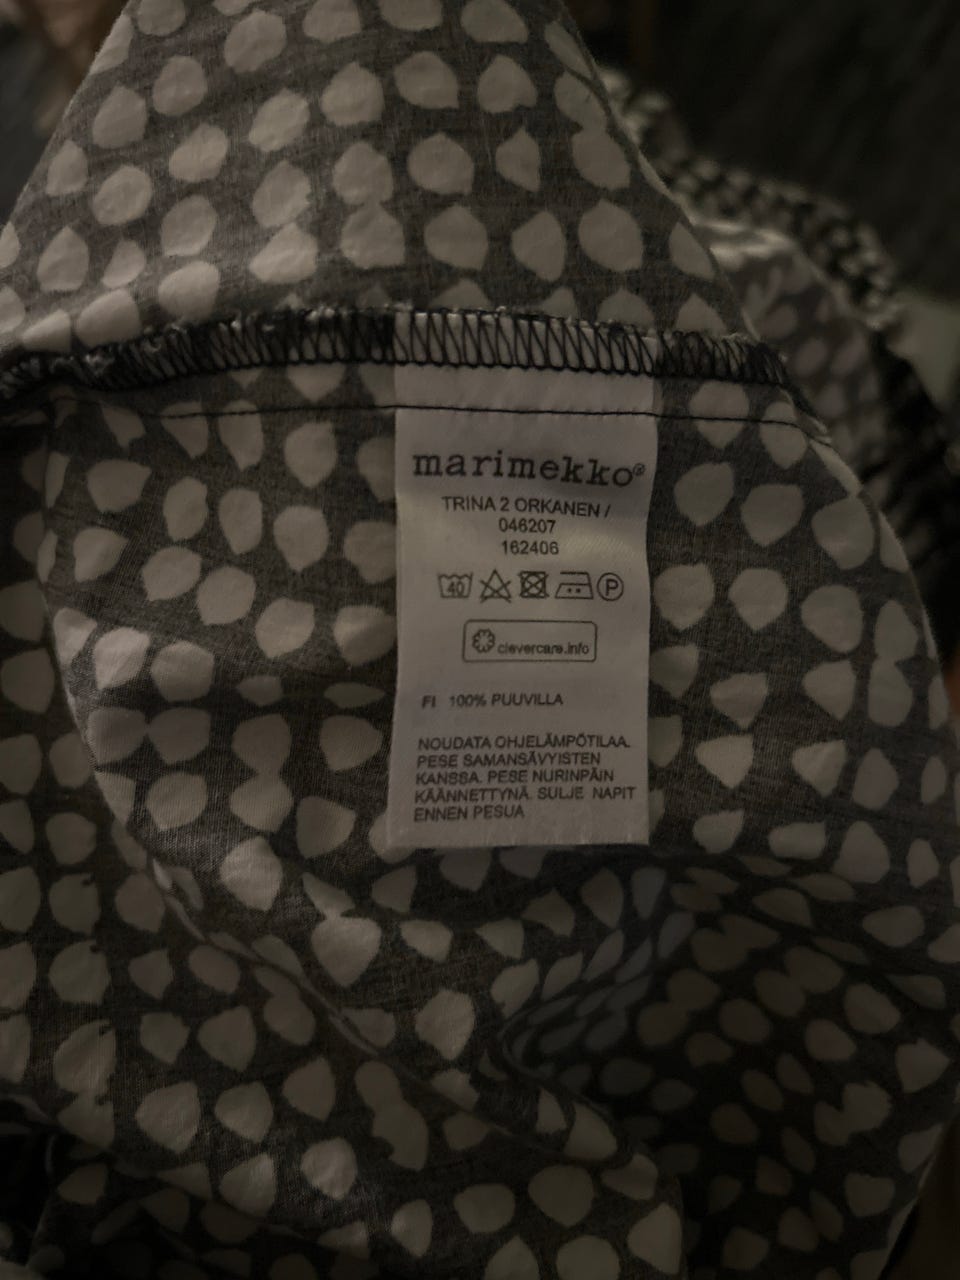 marimekko®
TRINA 2 ORKANEN /
046207
162406
40 P
clevercare.info
FI 100% PUUVILLA
NOUDATA OHJELÄMPÖTILAA.
PESE SAMANSÄVYISTEN
KANSSA. PESE NURINPÄIN
KÄÄNNETTYNÄ. SULJE NAPIT
ENNEN PESUA